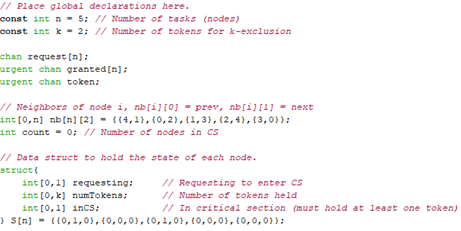 // Place global declarations here.
const int n = 5; // Number of tasks (nodes)
const int k = 2; // Number of tokens for k-exclusion
chan request[n];
urgent chan granted[n];
urgent chan token;
// Neighbors of node i, nb[i][0] = prev, nb[i][1] = next
int[0,n] nb[n][2] = {{4,1},{0,2},{1,3},{2,4},{3,0}};
int count = 0; // Number of nodes in CS
// Data struct to hold the state of each node.
struct{
int[0,1] requesting; // Requesting to enter CS
int[0,k] numTokens; // Number of tokens held
int[0,1] inCS; // In critical section (must hold at least one token)
} S[n] = {{0,1,0},{0,0,0},{0,1,0},{0,0,0},{0,0,0}};